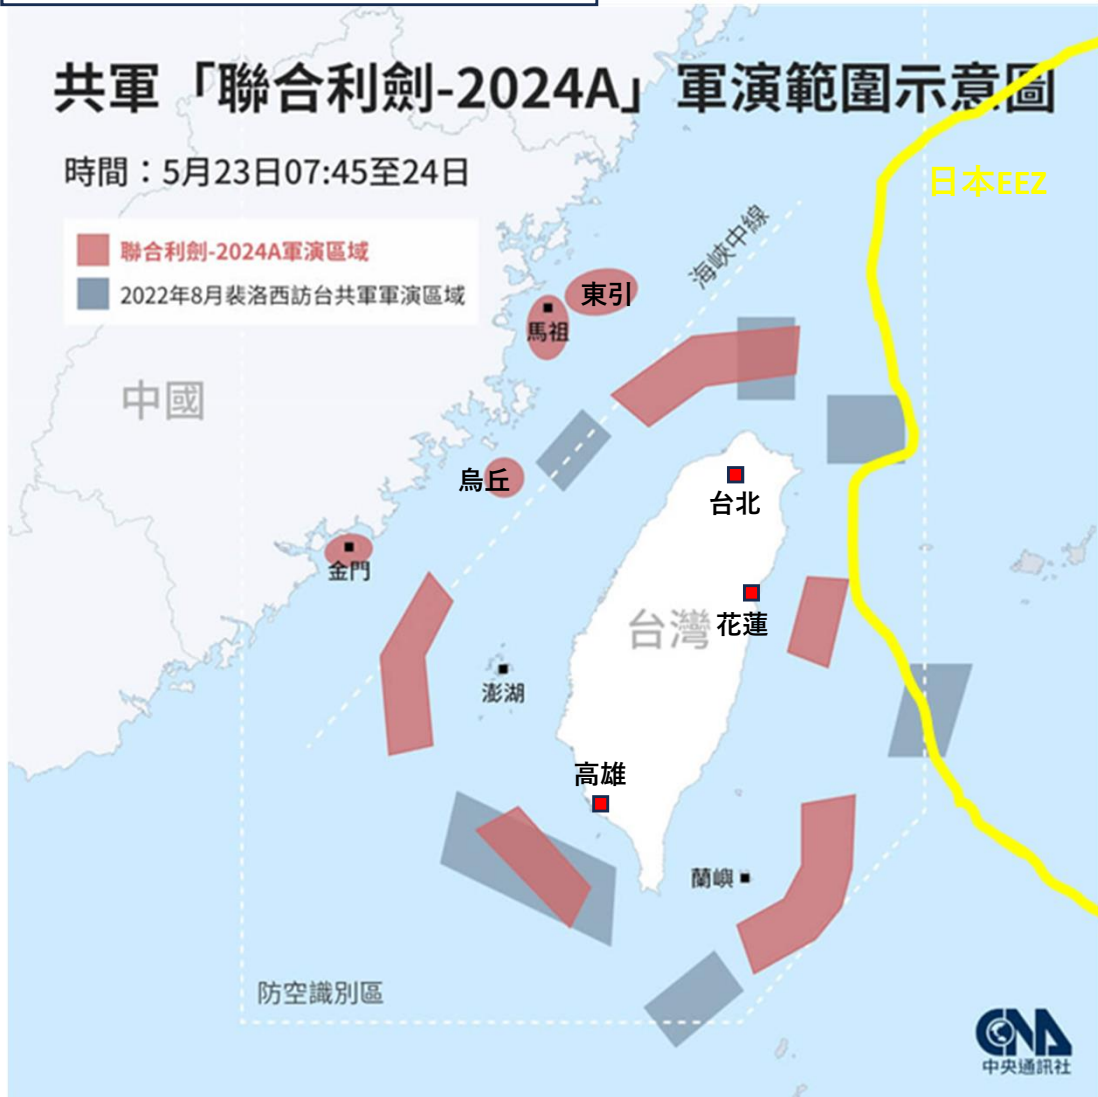 共軍「聯合利劍-2024A」軍演範圍示意圖
時間：5月23日07:45至24日
日本EEZ
聯合利劍-2024A軍演區域
2022年8月裴洛西訪台共軍軍演區域
海峽中線
東引
馬祖
中國
烏丘
台北
金門
台灣
花蓮
澎湖
高雄
蘭嶼
防空識別區
CNA
中央通訊社